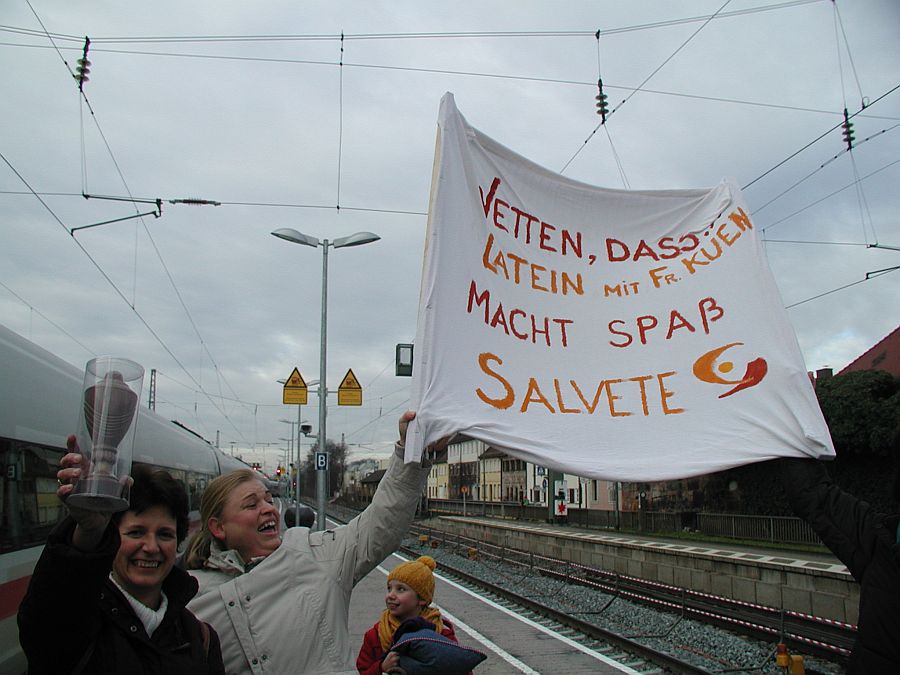 WETTEN, DASS?
LATEIN MIT FR. KUEN
MACHT SPAß
SALVETE
B